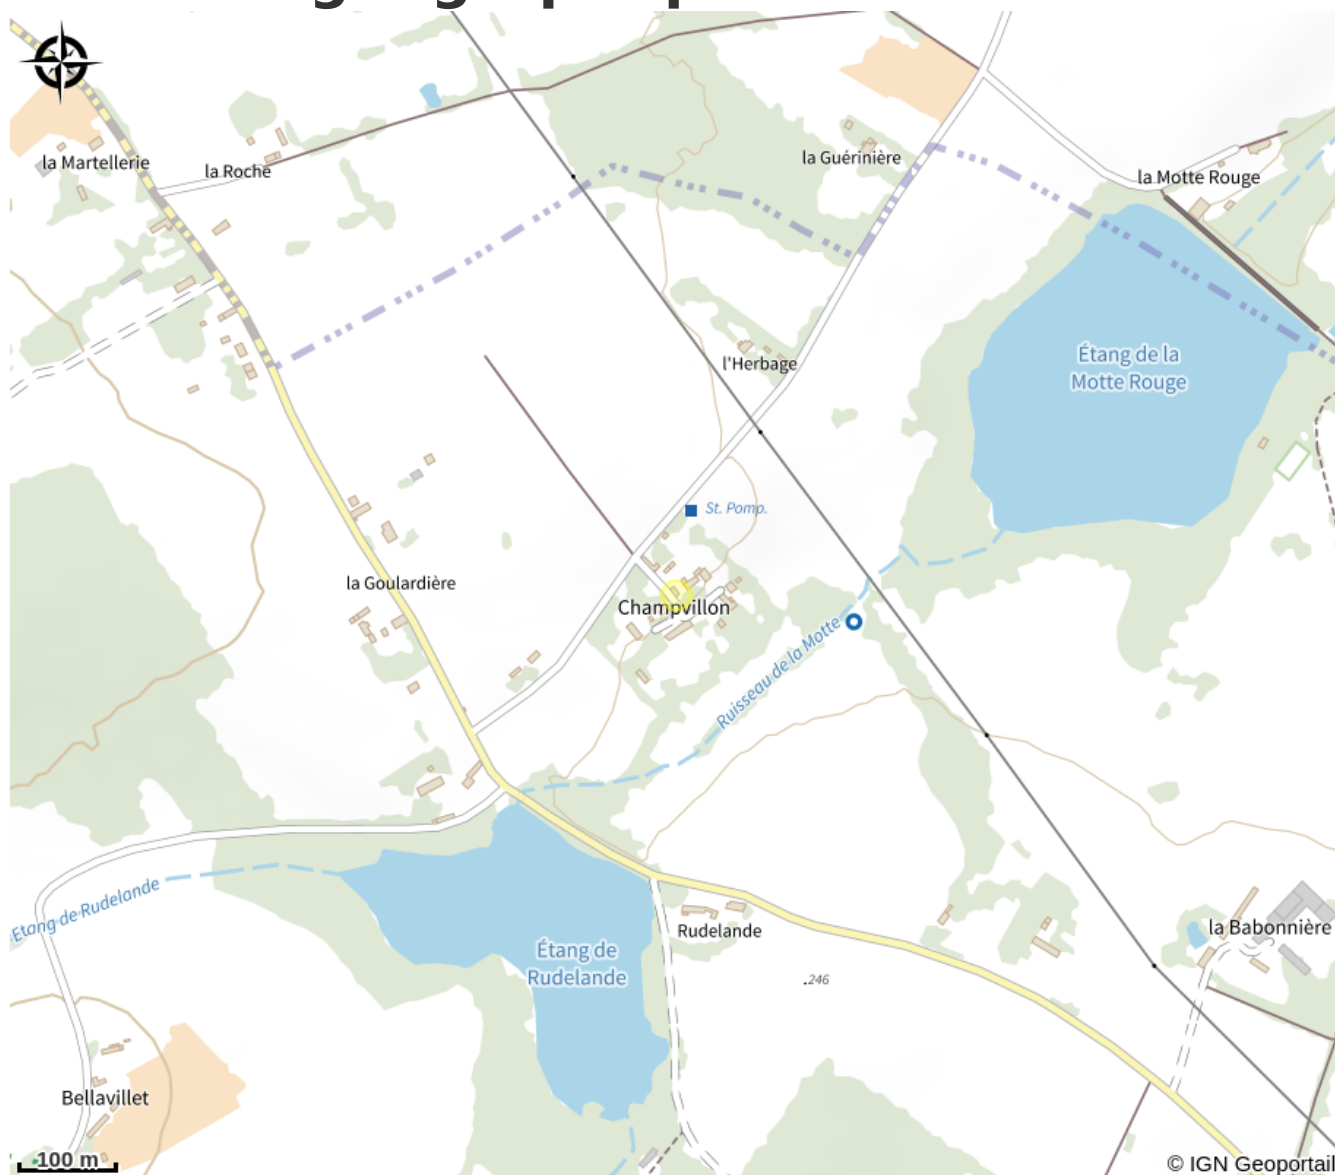 la Martellerie
la Roche
la Guérinière
la Motte Rouge
l'Herbage
Étang de la
Motte Rouge
St. Pomp.
la Goulardière
Champvillon
Ruisseau de la Motte
Etang de Rudelande
Rudelande
la Babonnière
Étang de
Rudelande
.246
Bellavillet
100 m
© IGN Geoportail